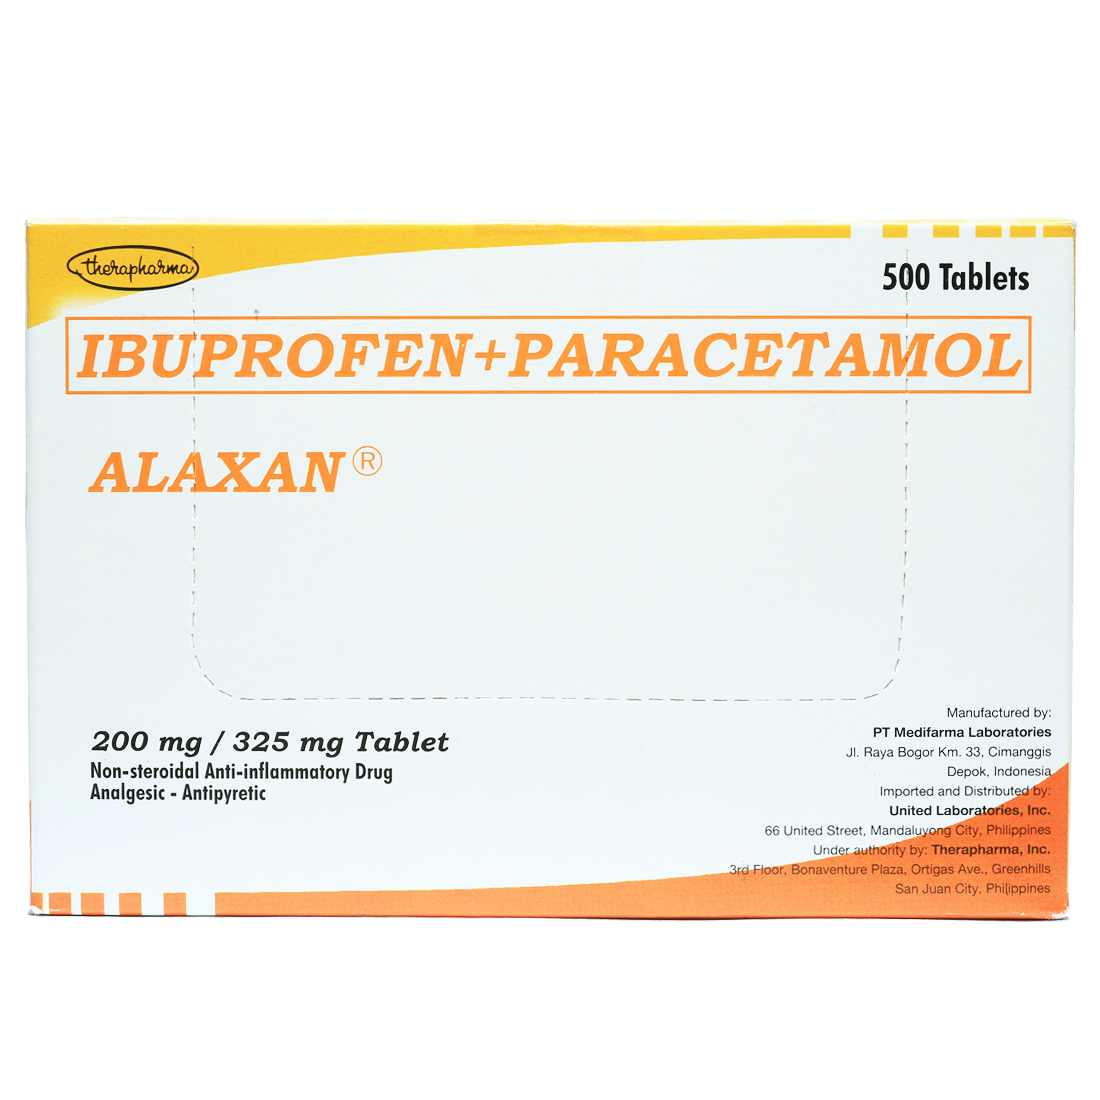 therapharma
500 Tablets
IBUPROFEN+PARACETAMOL
ALAXAN®
200 mg / 325 mg Tablet
Non-steroidal Anti-inflammatory Drug
Analgesic - Antipyretic
Manufactured by:
PT Medifarma Laboratories
Jl. Raya Bogor Km. 33, Cimanggis
Depok, Indonesia
Imported and Distributed by:
United Laboratories, Inc.
66 United Street, Mandaluyong City, Philippines
Under authority by: Therapharma, Inc.
3rd Floor, Bonaventure Plaza, Ortigas Ave., Greenhills
San Juan City, Philippines